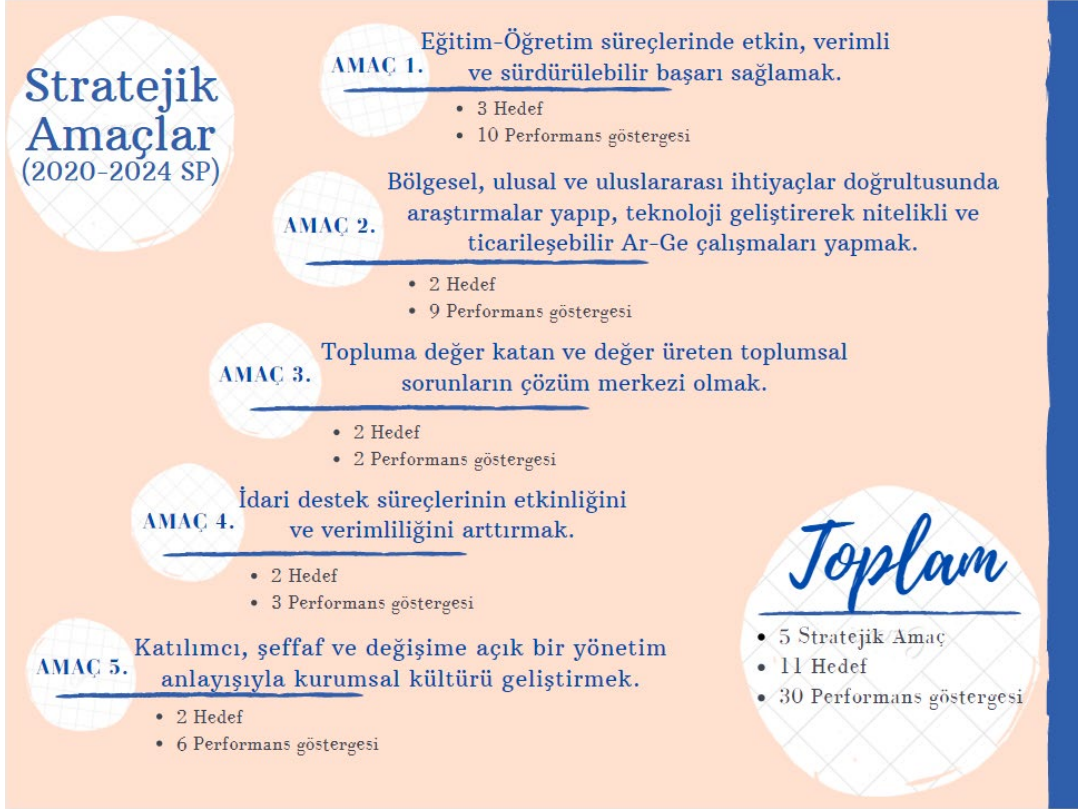 Stratejik
Amaçlar
(2020-2024 SP)
AMAÇ 1.
Eğitim-Öğretim süreçlerinde etkin, verimli
ve sürdürülebilir başarı sağlamak.
• 3 Hedef
• 10 Performans göstergesi
AMAÇ 2.
Bölgesel, ulusal ve uluslararası ihtiyaçlar doğrultusunda
araştırmalar yapıp, teknoloji geliştirerek nitelikli ve
ticarileşebilir Ar-Ge çalışmaları yapmak.
• 2 Hedef
• 9 Performans göstergesi
AMAÇ 3.
Topluma değer katan ve değer üreten toplumsal
sorunların çözüm merkezi olmak.
• 2 Hedef
• 2 Performans göstergesi
AMAÇ 4.
İdari destek süreçlerinin etkinliğini
ve verimliliğini arttırmak.
• 2 Hedef
• 3 Performans göstergesi
AMAÇ 5.
Katılımcı, şeffaf ve değişime açık bir yönetim
anlayışıyla kurumsal kültürü geliştirmek.
• 2 Hedef
• 6 Performans göstergesi
Toplam
• 5 Stratejik Amaç
• 11 Hedef
• 30 Performans göstergesi